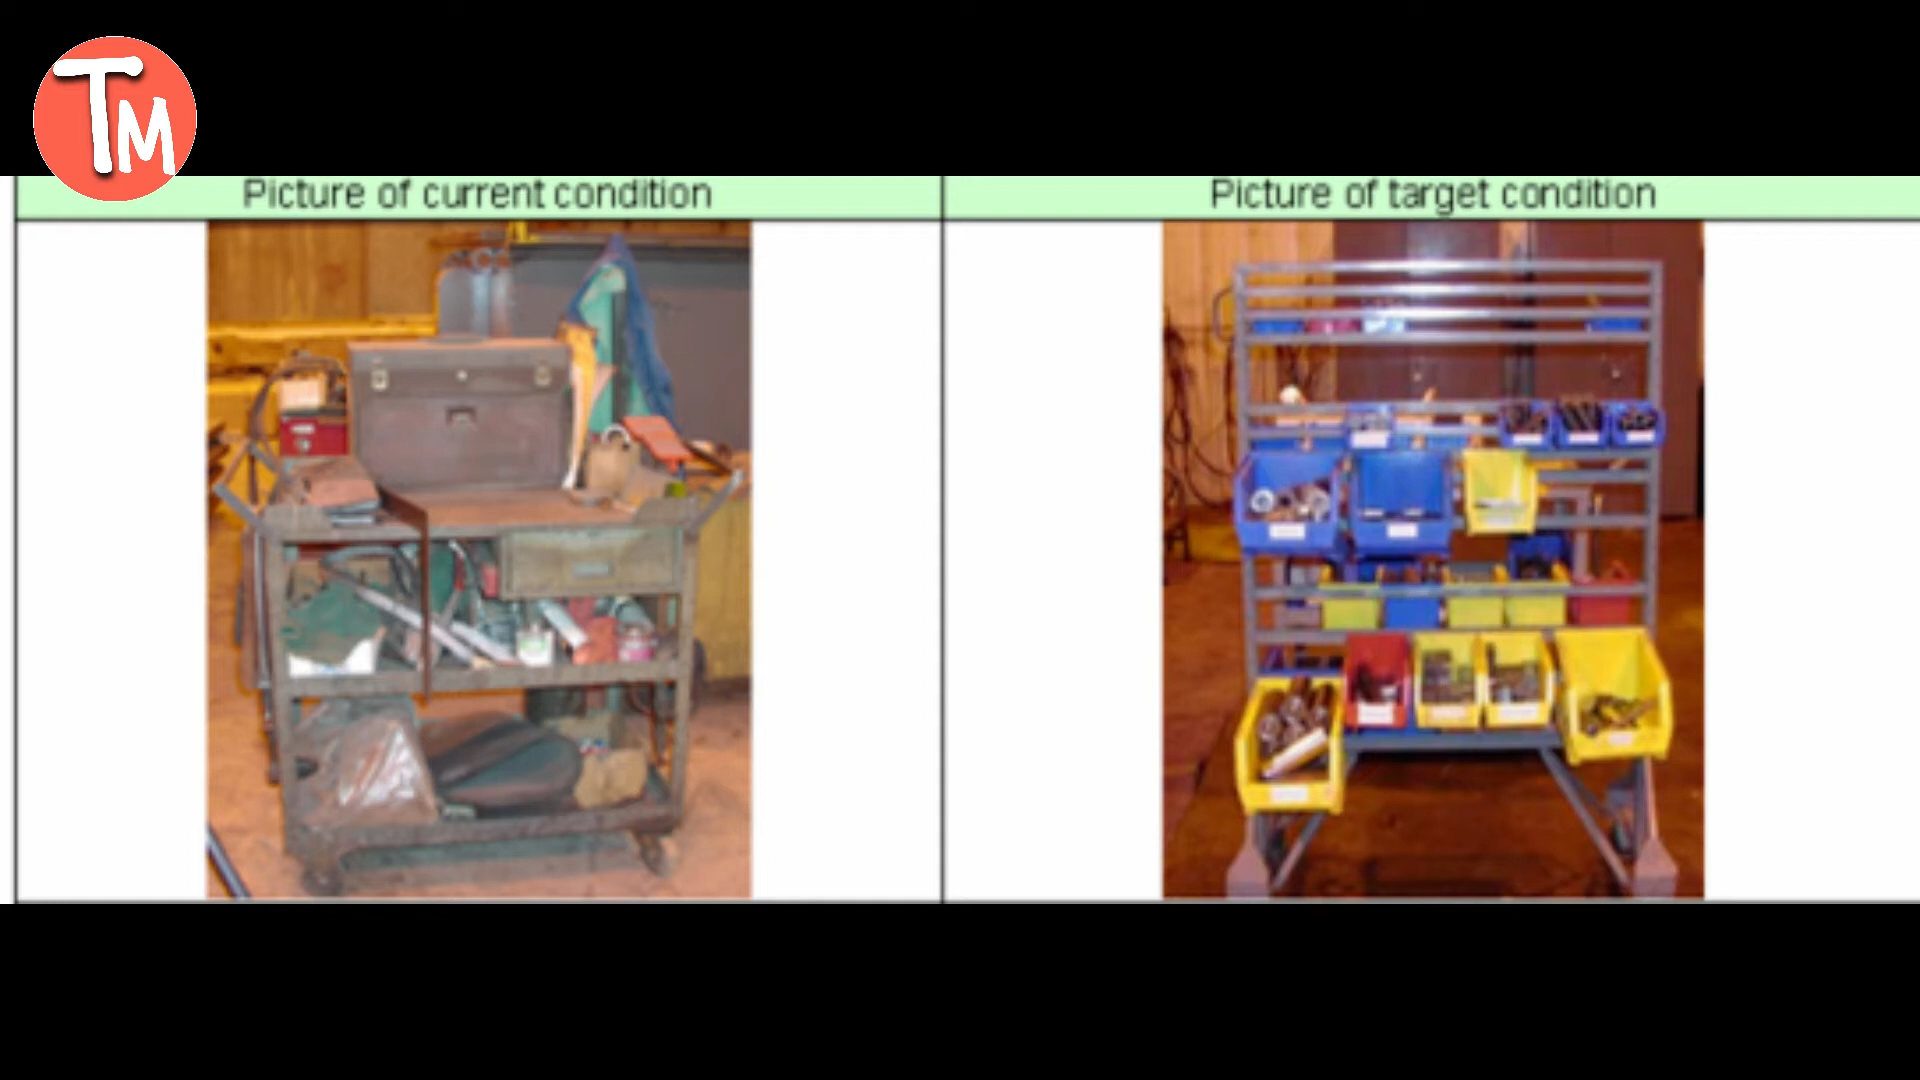 TM
Picture of current condition
Picture of target condition